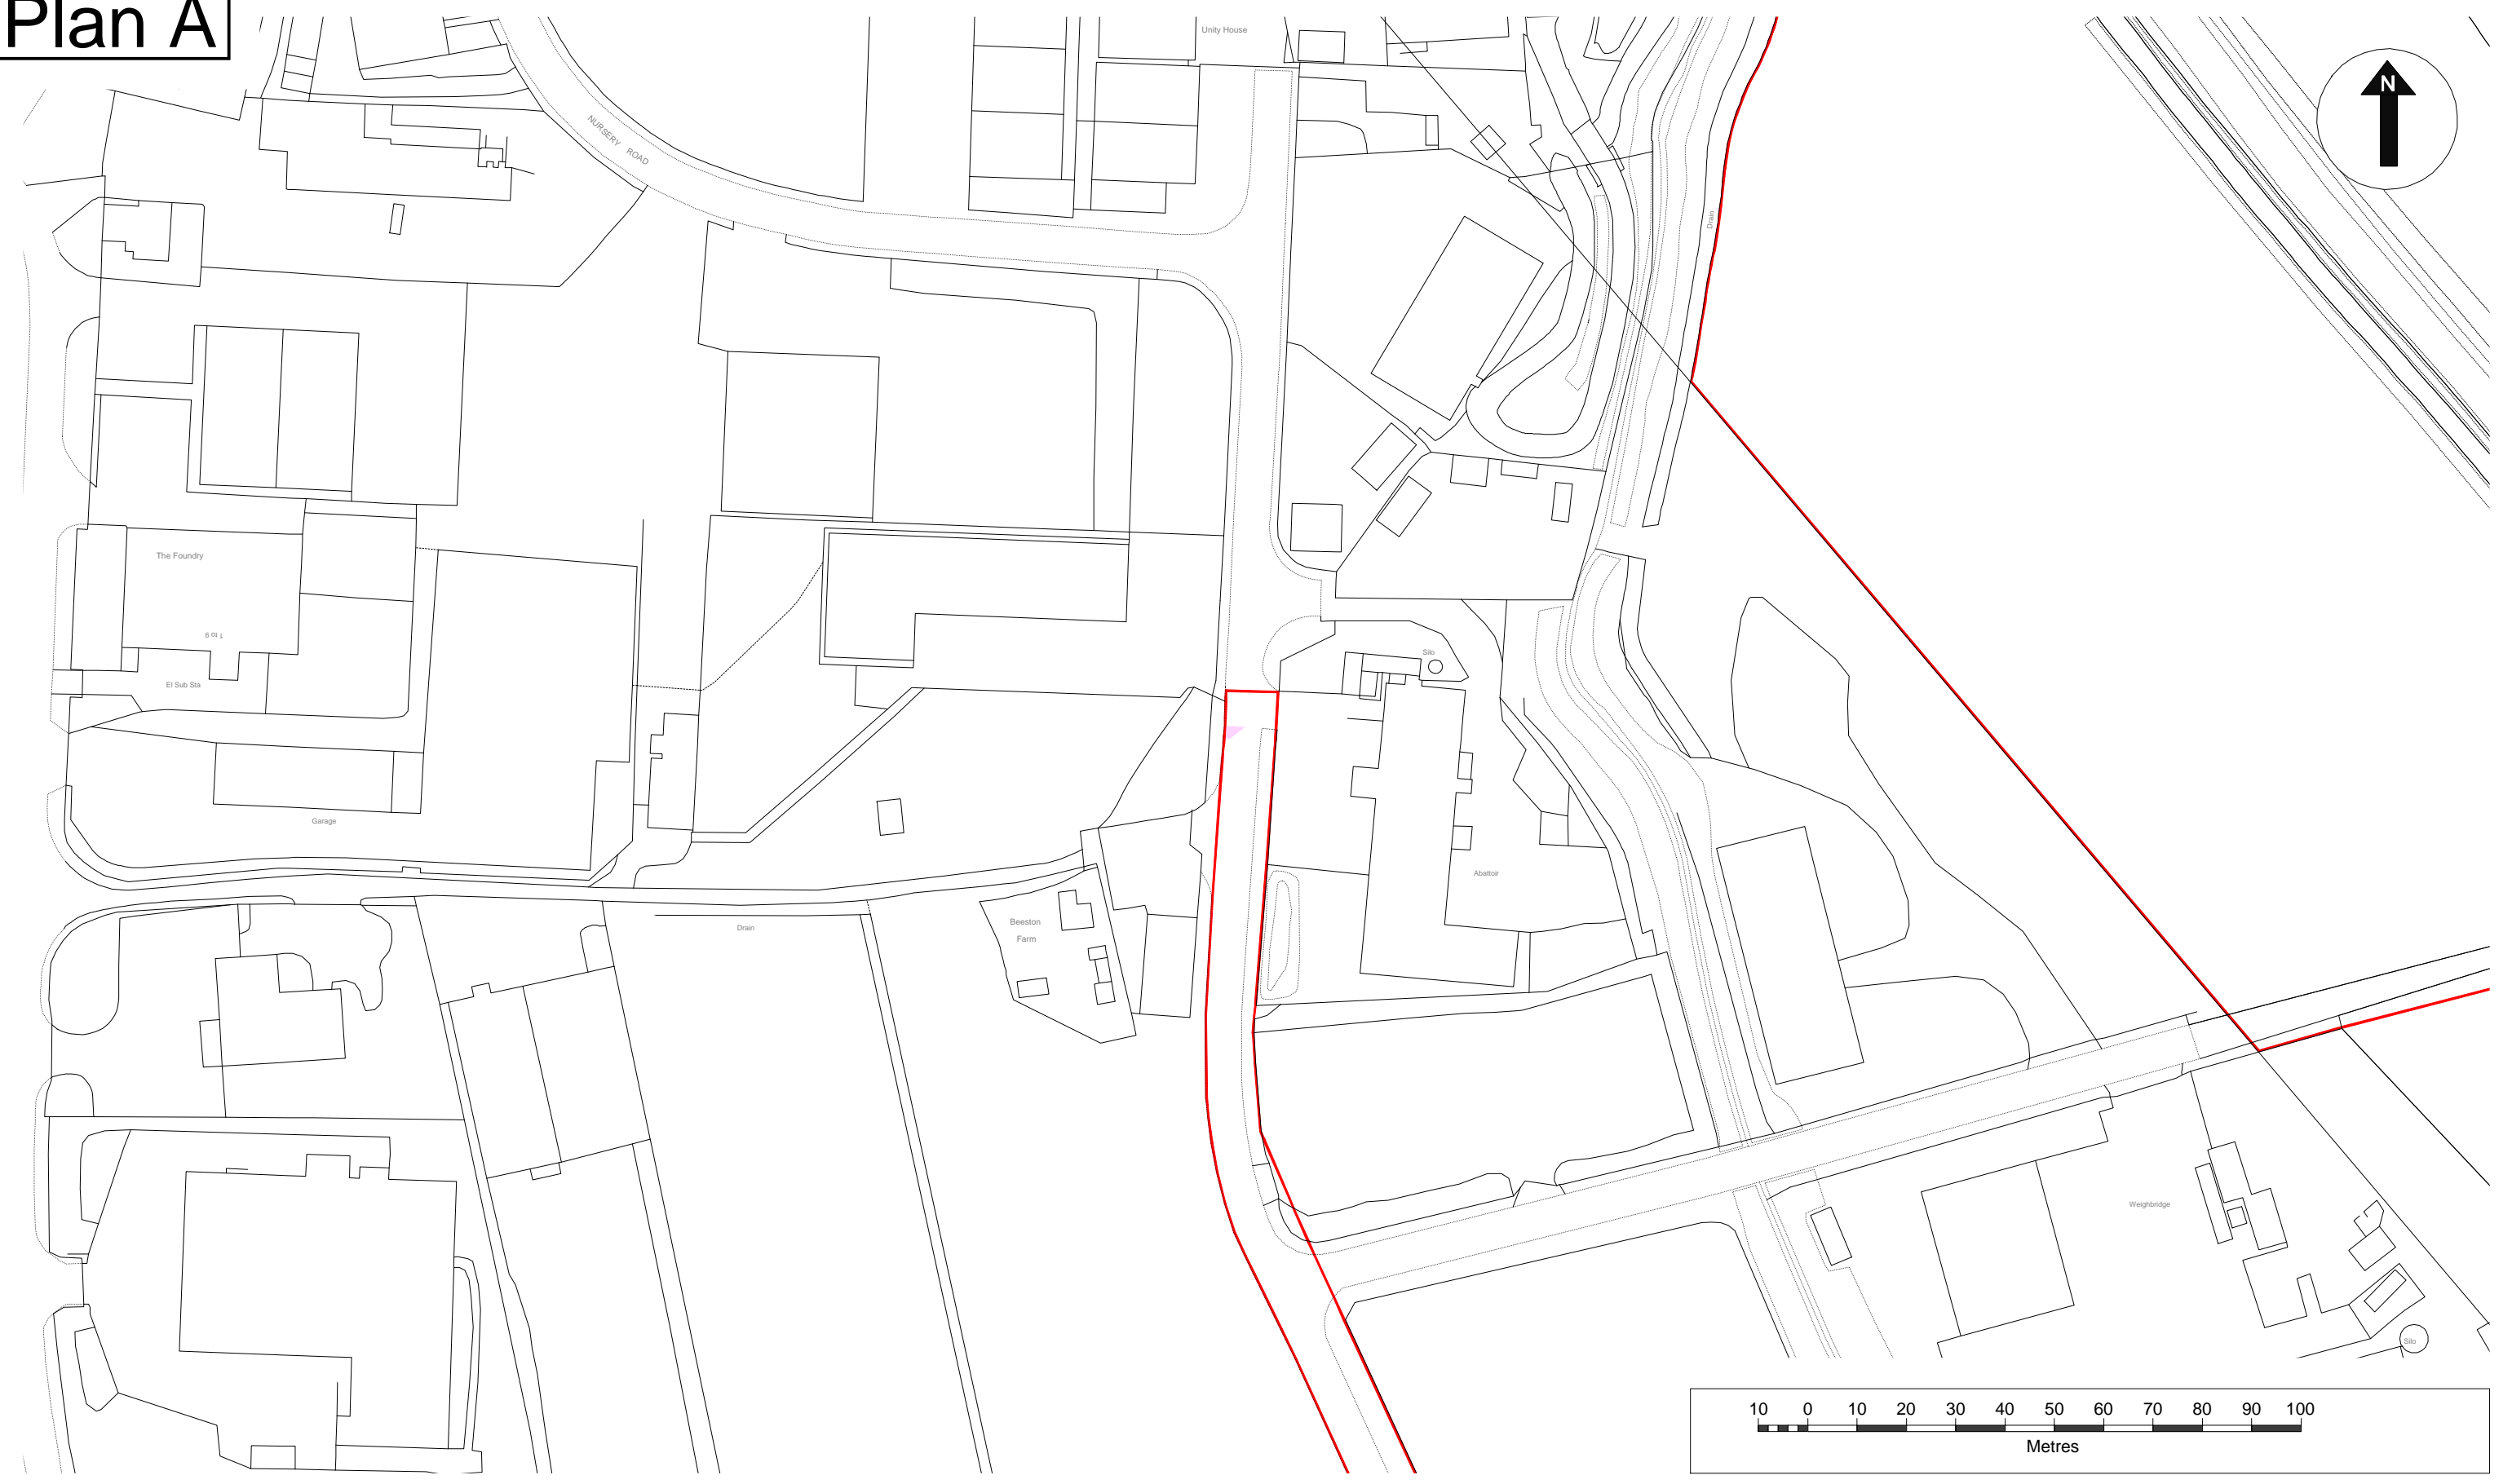 Plan A
Unity House
N
NURSERY ROAD
Drain
The Foundry
1 to 9
El Sub Sta
Silo
Garage
Abattoir
Beeston
Farm
Drain
Weighbridge
Silo
10 0 10 20 30 40 50 60 70 80 90 100
Metres